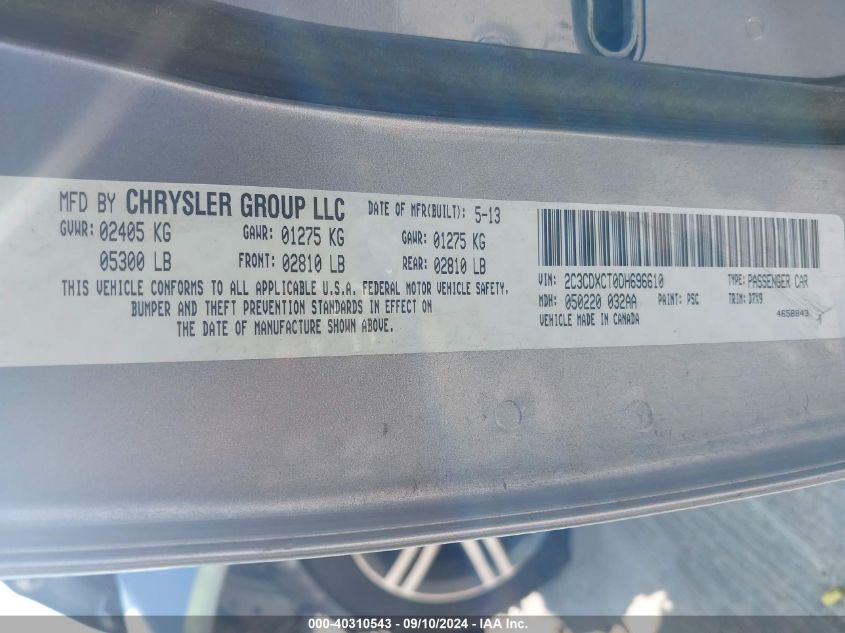 MFD BY CHRYSLER GROUP LLC DATE OF MFR(BUILT): 5-13
GVWR: 02405 KG GAWR: 01275 KG GAWR: 01275 KG
05300 LB FRONT: 02810 LB REAR: 02810 LB
THIS VEHICLE CONFORMS TO ALL APPLICABLE U.S.A. FEDERAL MOTOR VEHICLE SAFETY,
BUMPER AND THEFT PREVENTION STANDARDS IN EFFECT ON
THE DATE OF MANUFACTURE SHOWN ABOVE.
VIN: 2C3CDXCT0DH696610 TYPE: PASSENGER CAR
MDH: 050220 032AA PAINT: PSC TRIM: D7X9
VEHICLE MADE IN CANADA 4658843
000-40310543 - 09/10/2024 - IAA Inc.